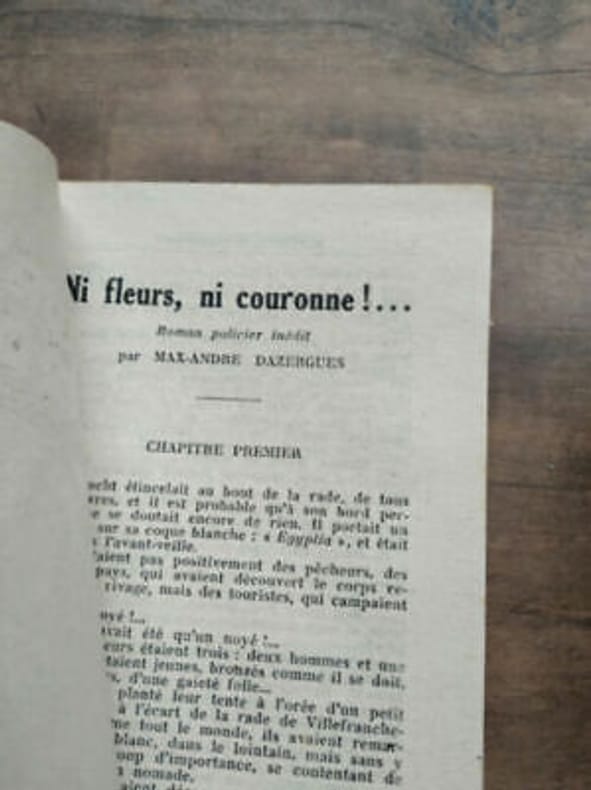 Ni fleurs, ni couronne !...
Roman policier inédit
par MAX-ANDRE DAZERGUES
CHAPITRE PREMIER
étincelait au bout de la rade, de tous
et il est probable qu'à son bord per-
se doutait encore de rien. Il portait un
sur sa coque blanche : « Egyptia », et était
l'avant-veille.
pas positivement des pêcheurs, des
pays, qui avaient découvert le corps re-
rivage, mais des touristes, qui campaient
noyé !...
été qu'un noyé !...
étaient trois : deux hommes et une
jeunes, bronzés comme il se doit,
d'une gaieté folle...
planté leur tente à l'orée d'un petit
à l'écart de la rade de Villefranche-
tout le monde, ils avaient remar-
blanc, dans le lointain, mais sans y
d'importance, se contentant de
nomade.